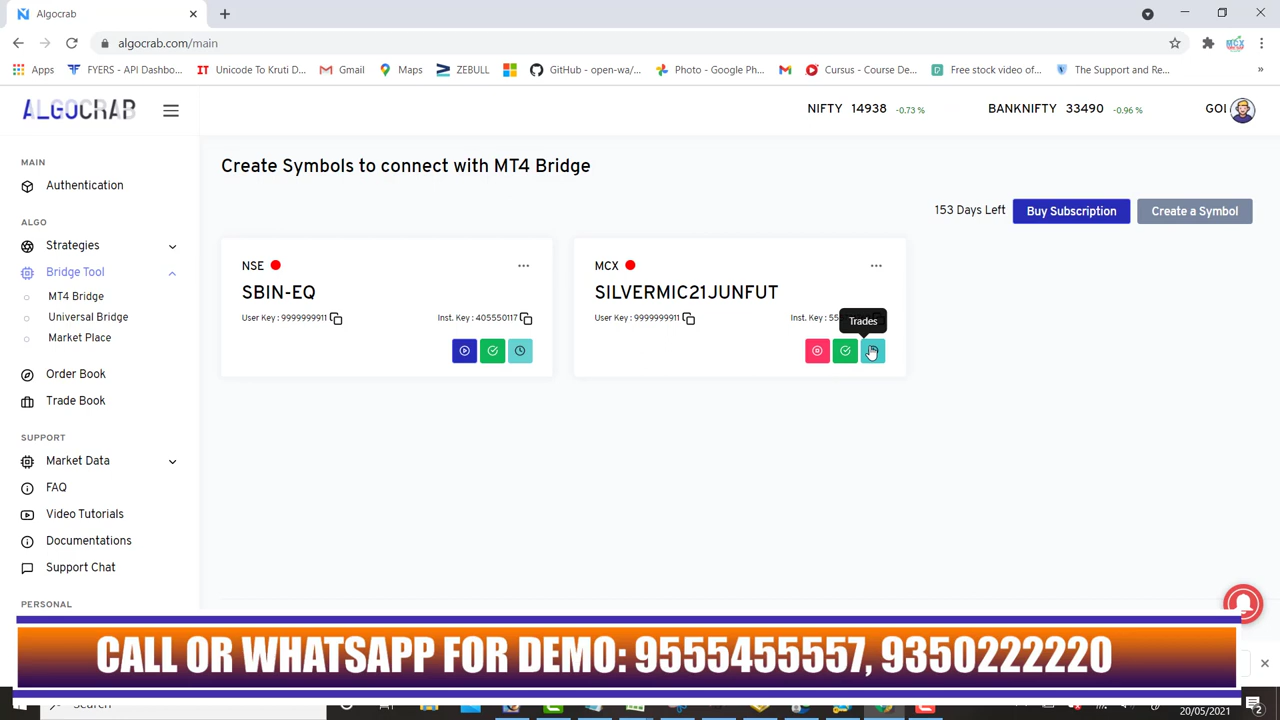 Algocrab
algocrab.com/main
Apps
FYERS - API Dashbo...
Unicode To Kruti D...
Gmail
Maps
ZEBULL
GitHub - open-wa/...
Photo - Google Ph...
Cursus - Course De...
Free stock video of...
The Support and Re...
»
ALGOCRAB
NIFTY 14938 -0.73 %
BANKNIFTY 33490 -0.96 %
GOI
MAIN
Authentication
ALGO
Strategies
Bridge Tool
MT4 Bridge
Universal Bridge
Market Place
Order Book
Trade Book
SUPPORT
Market Data
FAQ
Video Tutorials
Documentations
Support Chat
PERSONAL
Create Symbols to connect with MT4 Bridge
153 Days Left
Buy Subscription
Create a Symbol
NSE
SBIN-EQ
User Key : 9999999911
Inst. Key : 405550117
MCX
SILVERMIC21JUNFUT
User Key : 9999999911
Inst. Key : 55
Trades
CALL OR WHATSAPP FOR DEMO: 9555455557, 9350222220
Search
20/05/2021
2